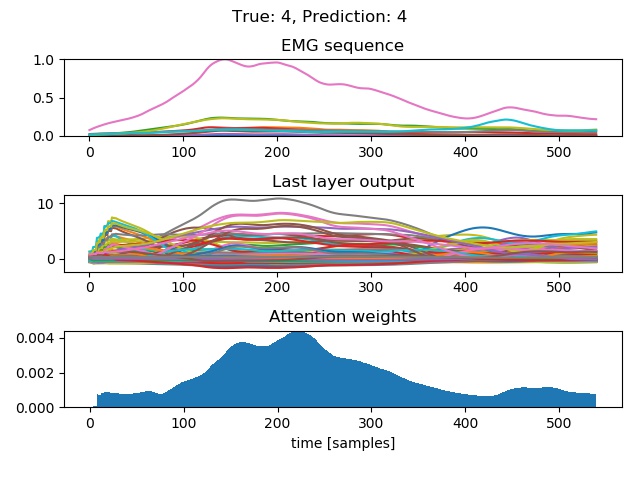 True: 4, Prediction: 4
EMG sequence
1.0
0.5
0.0
0 100 200 300 400 500
Last layer output
10
0
0 100 200 300 400 500
Attention weights
0.004
0.002
0.000
0 100 200 300 400 500
time [samples]